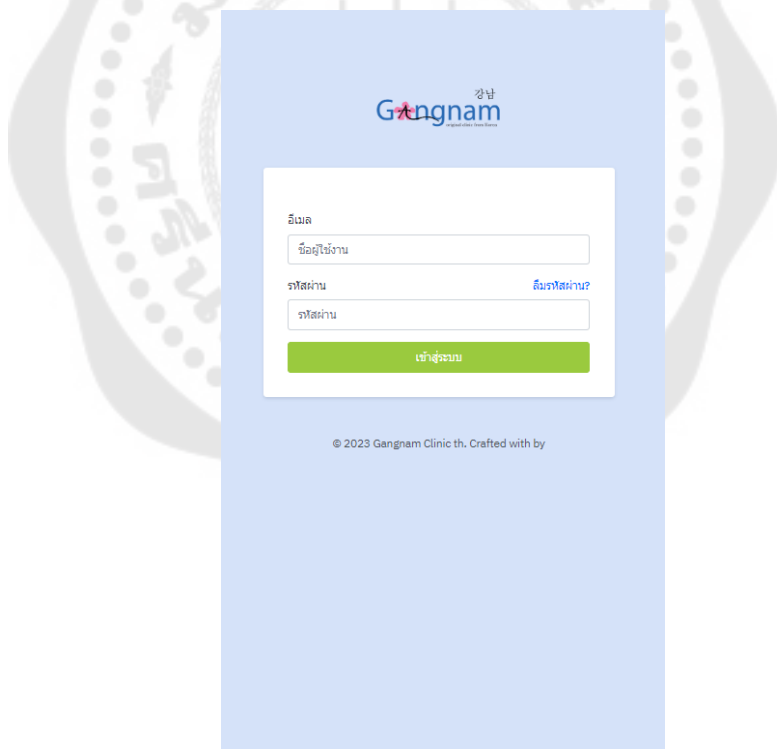 강남
Gangnam
อีเมล
ชื่อผู้ใช้งาน
รหัสผ่าน
ลืมรหัสผ่าน?
รหัสผ่าน
เข้าสู่ระบบ
© 2023 Gangnam Clinic th. Crafted with by